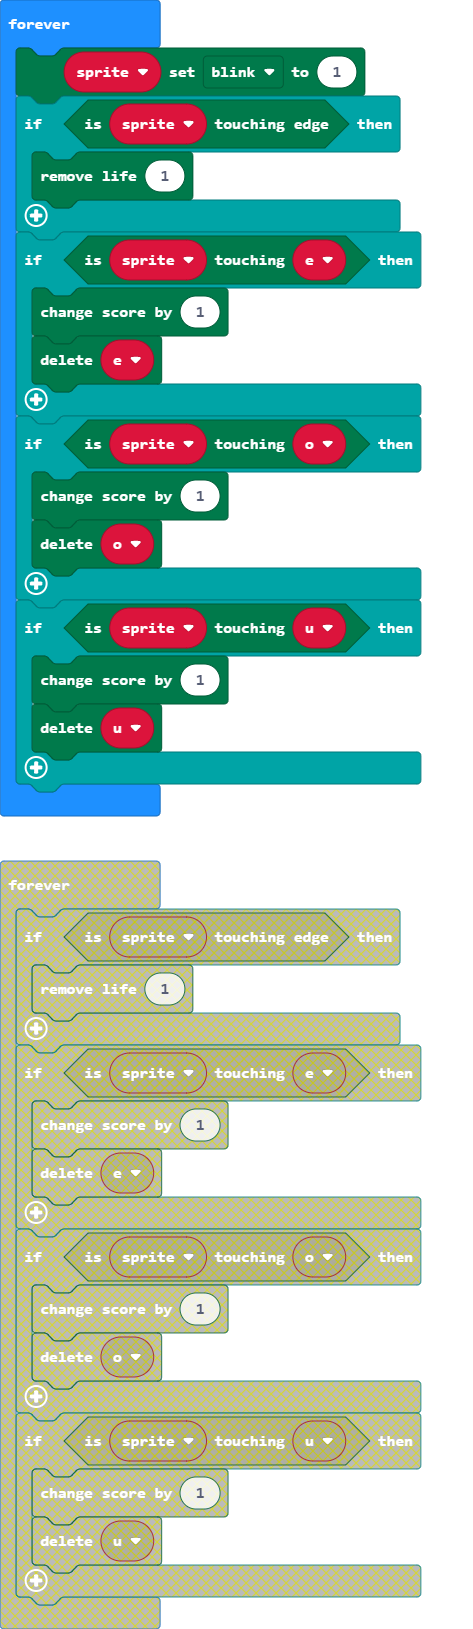 forever
sprite set blink to 1
if is sprite touching edge then
remove life 1
if is sprite touching e then
change score by 1
delete e
if is sprite touching o then
change score by 1
delete o
if is sprite touching u then
change score by 1
delete u
forever
if is sprite touching edge then
remove life 1
if is sprite touching e then
change score by 1
delete e
if is sprite touching o then
change score by 1
delete o
if is sprite touching u then
change score by 1
delete u